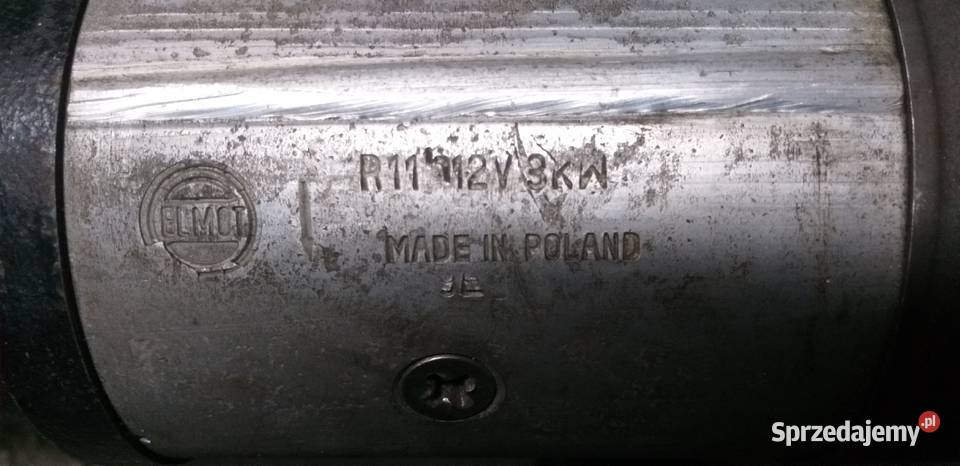 R11 12V 3KW
ELMOT
MADE IN POLAND
Sprzedajemy.pl